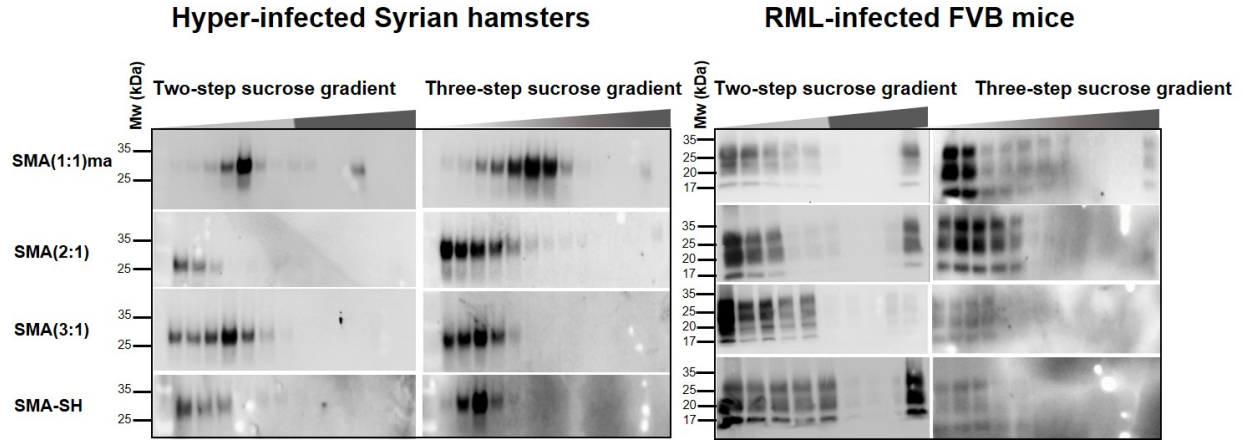 Hyper-infected Syrian hamsters
RML-infected FVB mice
Mw (kDa)
Two-step sucrose gradient
Three-step sucrose gradient
Mw (kDa)
Two-step sucrose gradient
Three-step sucrose gradient
SMA(1:1)ma
35
25
35
25
20
17
SMA(2:1)
35
25
35
25
20
17
SMA(3:1)
35
25
35
25
20
17
SMA-SH
35
25
35
25
20
17